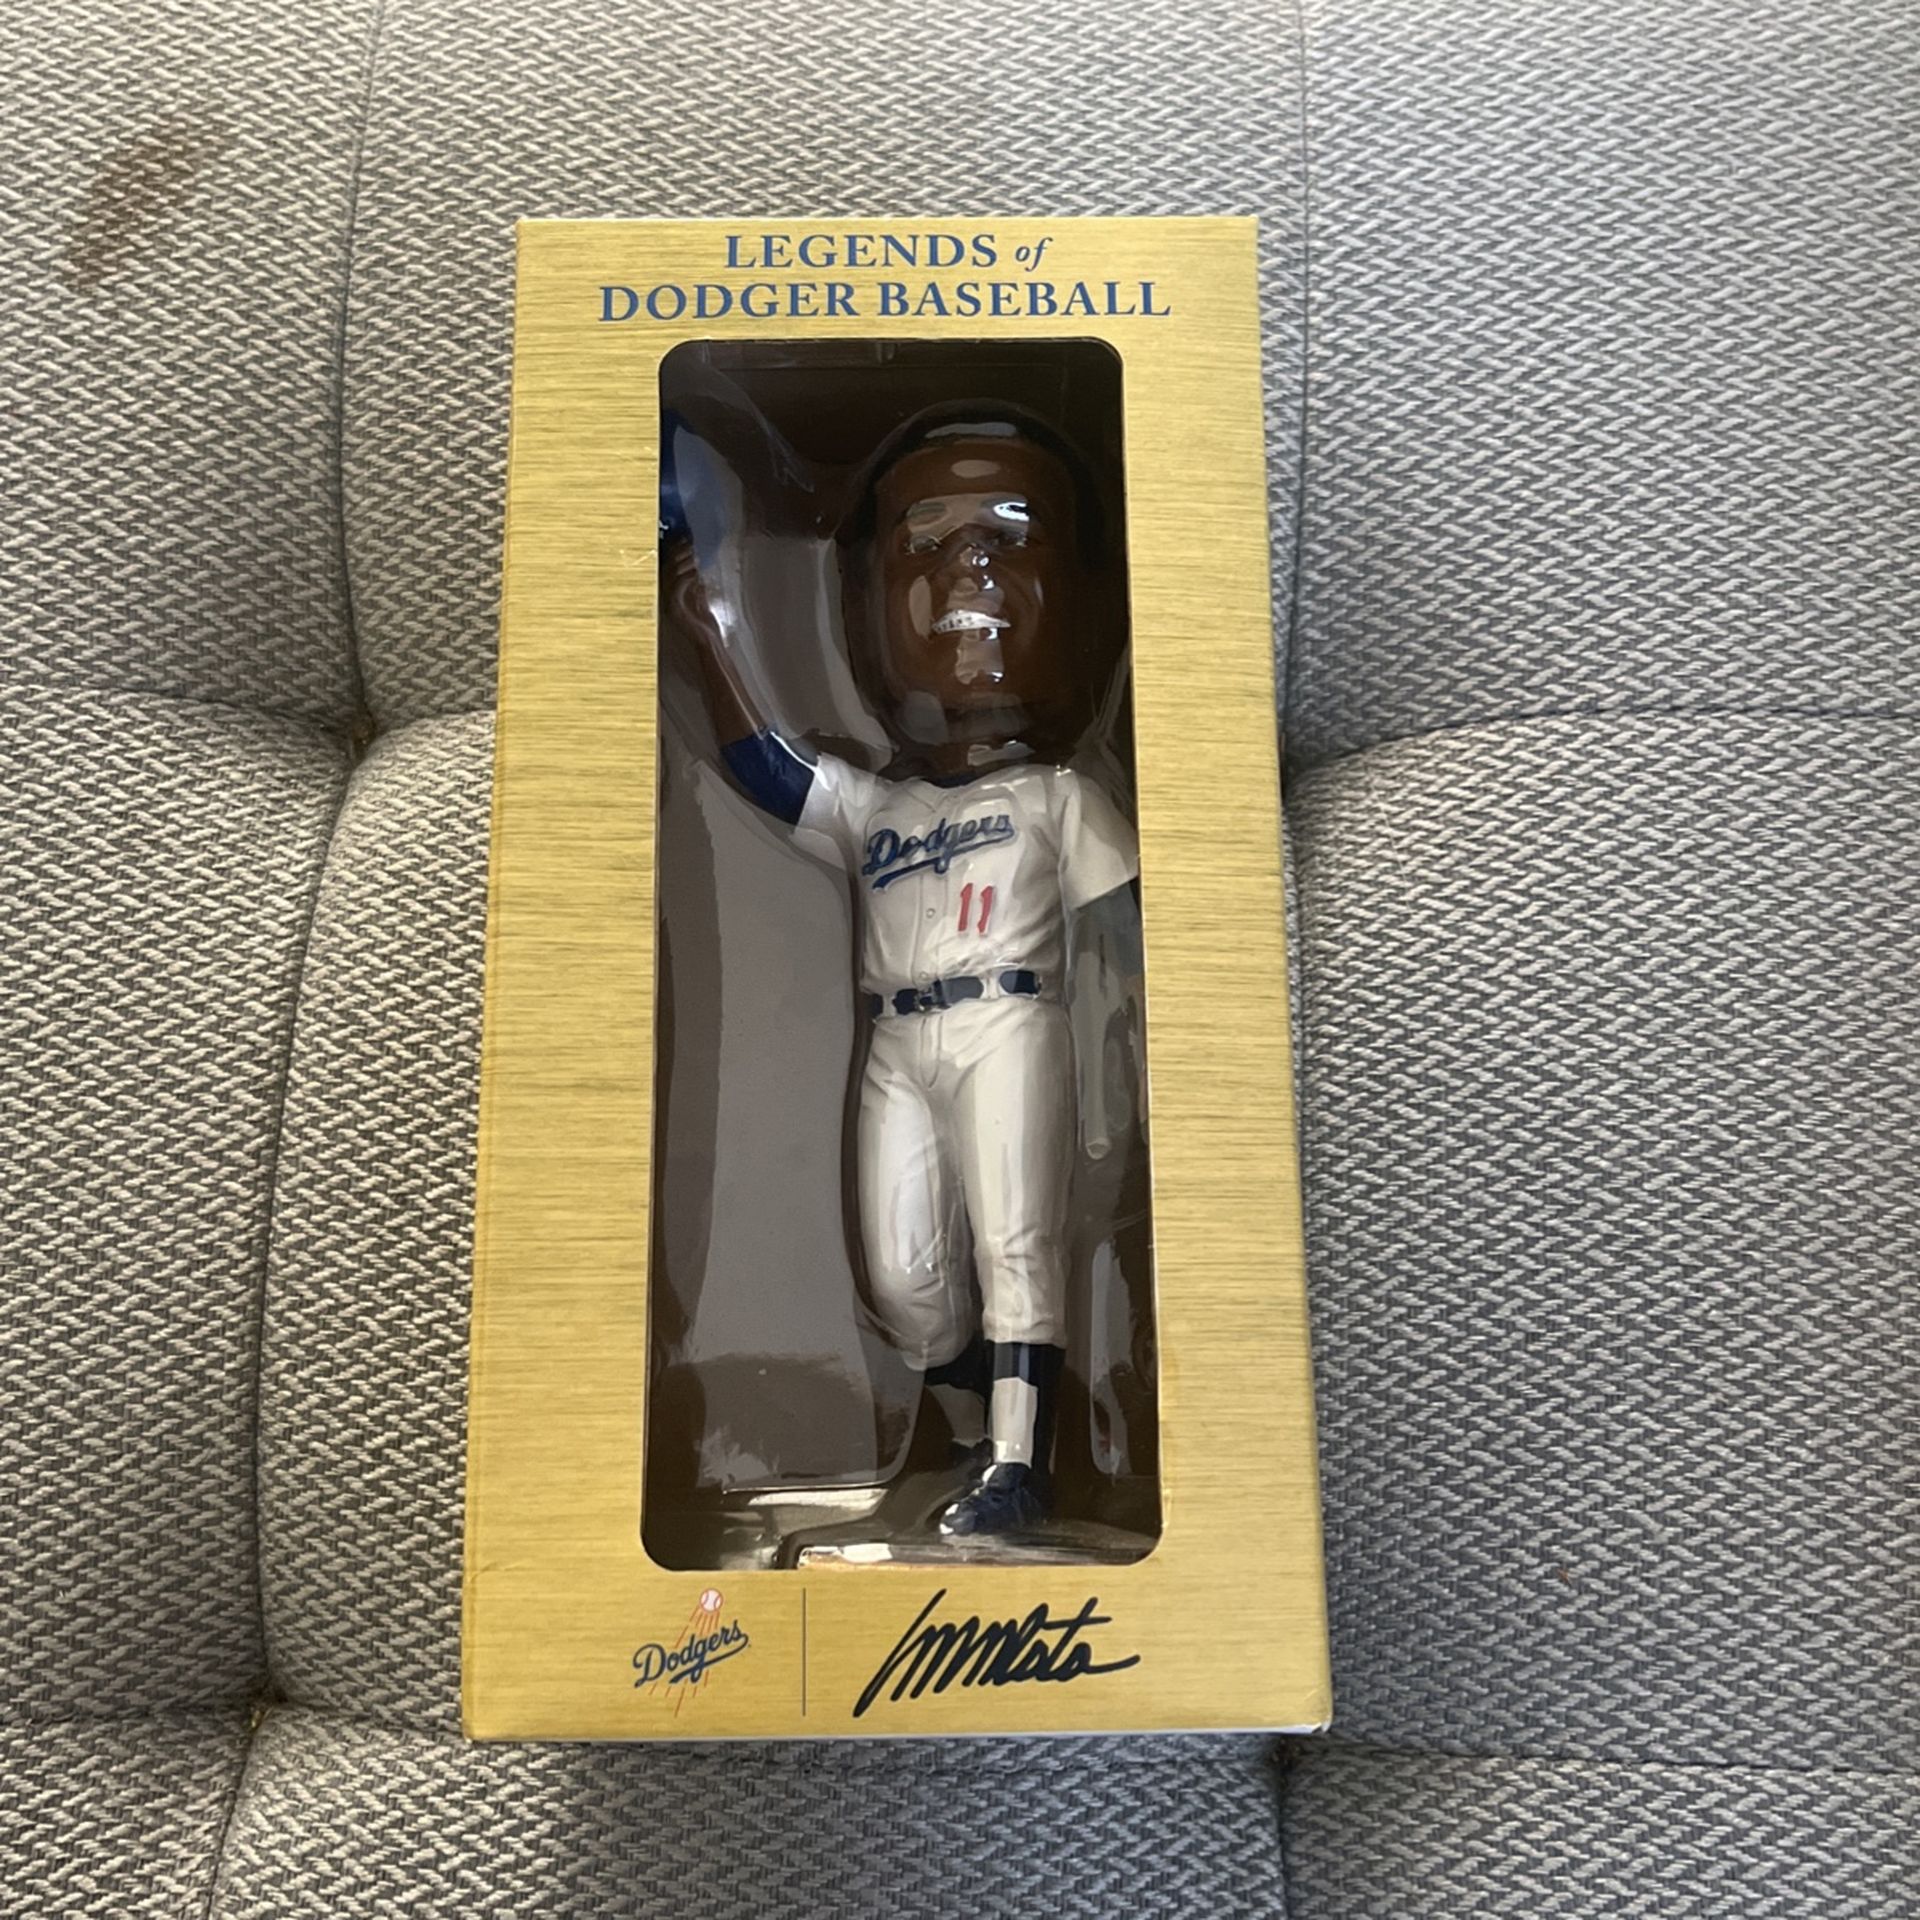 LEGENDS of
DODGER BASEBALL
Dodgers
11
Dodgers